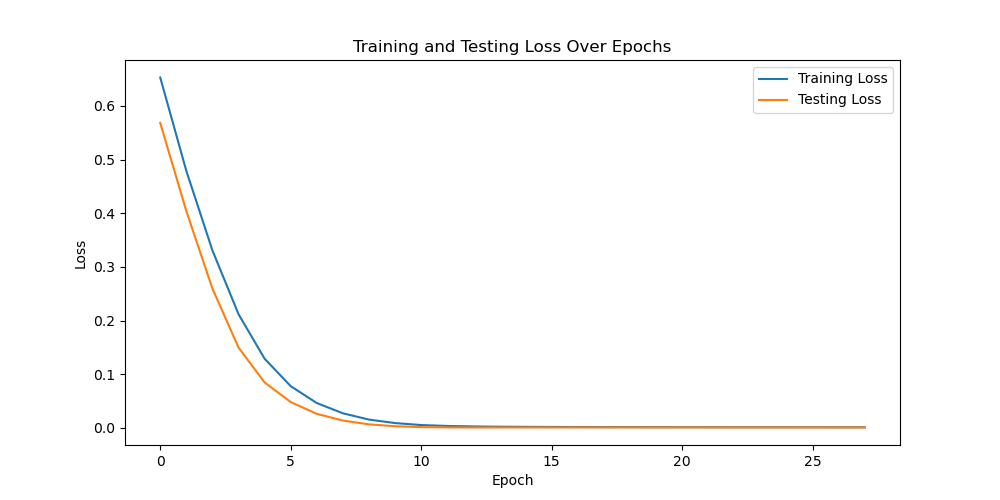 Training and Testing Loss Over Epochs
Training Loss
Testing Loss
Loss
0.6
0.5
0.4
0.3
0.2
0.1
0.0
0 5 10 15 20 25
Epoch